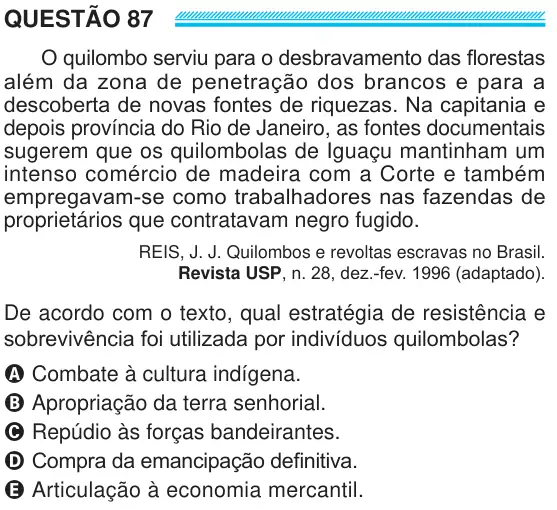 QUESTÃO 87
O quilombo serviu para o desbravamento das florestas
além da zona de penetração dos brancos e para a
descoberta de novas fontes de riquezas. Na capitania e
depois província do Rio de Janeiro, as fontes documentais
sugerem que os quilombolas de Iguaçu mantinham um
intenso comércio de madeira com a Corte e também
empregavam-se como trabalhadores nas fazendas de
proprietários que contratavam negro fugido.
REIS, J. J. Quilombos e revoltas escravas no Brasil.
Revista USP, n. 28, dez.-fev. 1996 (adaptado).
De acordo com o texto, qual estratégia de resistência e
sobrevivência foi utilizada por indivíduos quilombolas?
A Combate à cultura indígena.
B Apropriação da terra senhorial.
C Repúdio às forças bandeirantes.
D Compra da emancipação definitiva.
E Articulação à economia mercantil.